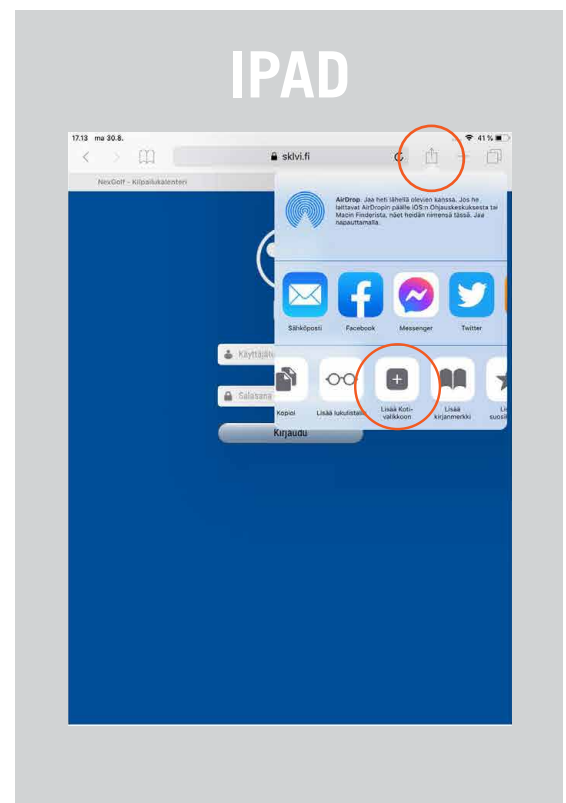 IPAD
17.13 ma 30.8.
41 %
sklvi.fi
NexGolf - Kilpailukalenteri
AirDrop. Jaa heti lähellä olevien kanssa. Jos he
laittavat AirDropin päälle iOS:n Ohjauskeskuksesta tai
Macin Finderista, näet heidän nimensä tässä. Jaa
napauttamalla.
Sähköposti
Facebook
Messenger
Twitter
Salasana
Kopioi
Lisää lukulistalle
Lisää Koti-
valikkoon
Lisää
kirjanmerkki
Kirjaudu